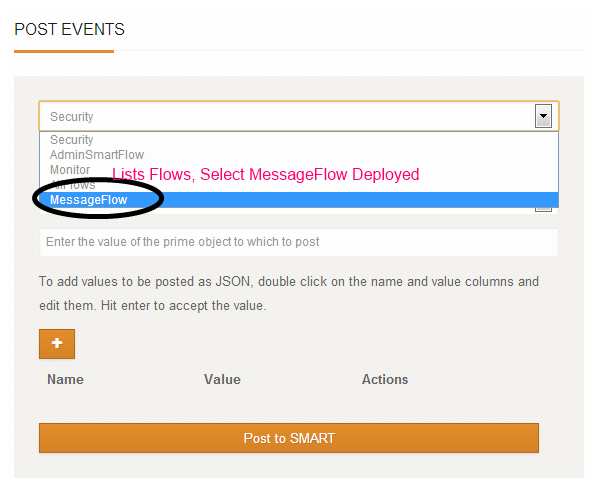 POST EVENTS
Security
Security
AdminSmartFlow
Monitor
Lists Flows, Select MessageFlow Deployed
MessageFlow
Enter the value of the prime object to which to post
To add values to be posted as JSON, double click on the name and value columns and
edit them. Hit enter to accept the value.
+
Name Value Actions
Post to SMART